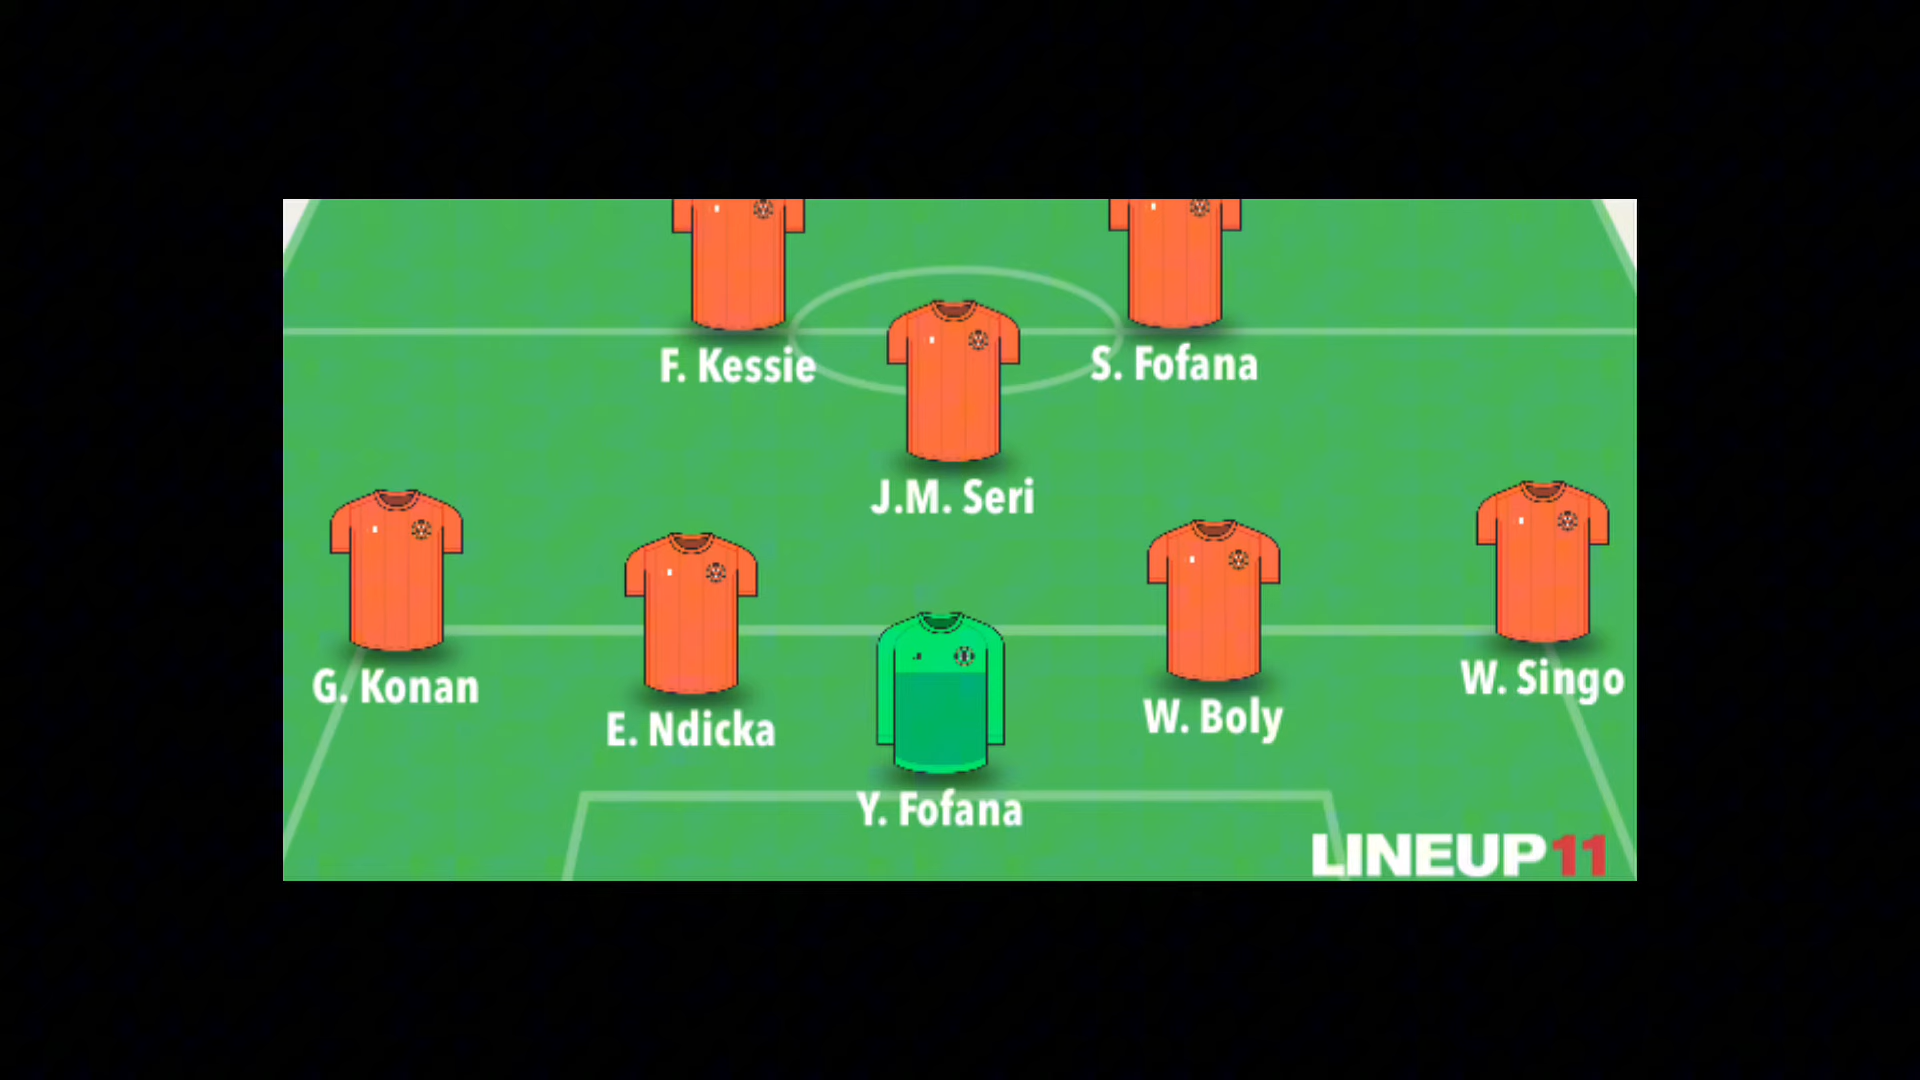 F. Kessie
S. Fofana
J.M. Seri
G. Konan
E. Ndicka
W. Boly
W. Singo
Y. Fofana
LINEUP11